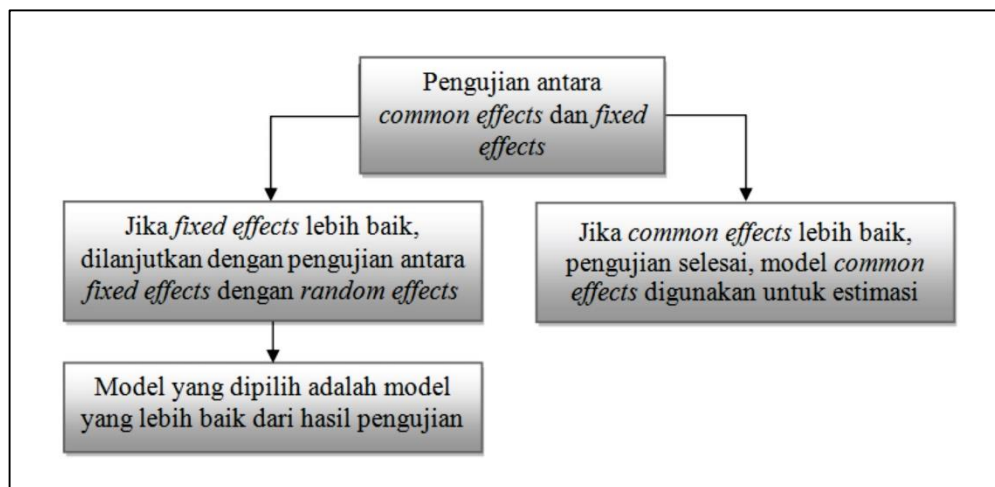 Pengujian antara
common effects dan fixed
effects
Jika fixed effects lebih baik,
dilanjutkan dengan pengujian antara
fixed effects dengan random effects
Jika common effects lebih baik,
pengujian selesai, model common
effects digunakan untuk estimasi
Model yang dipilih adalah model
yang lebih baik dari hasil pengujian